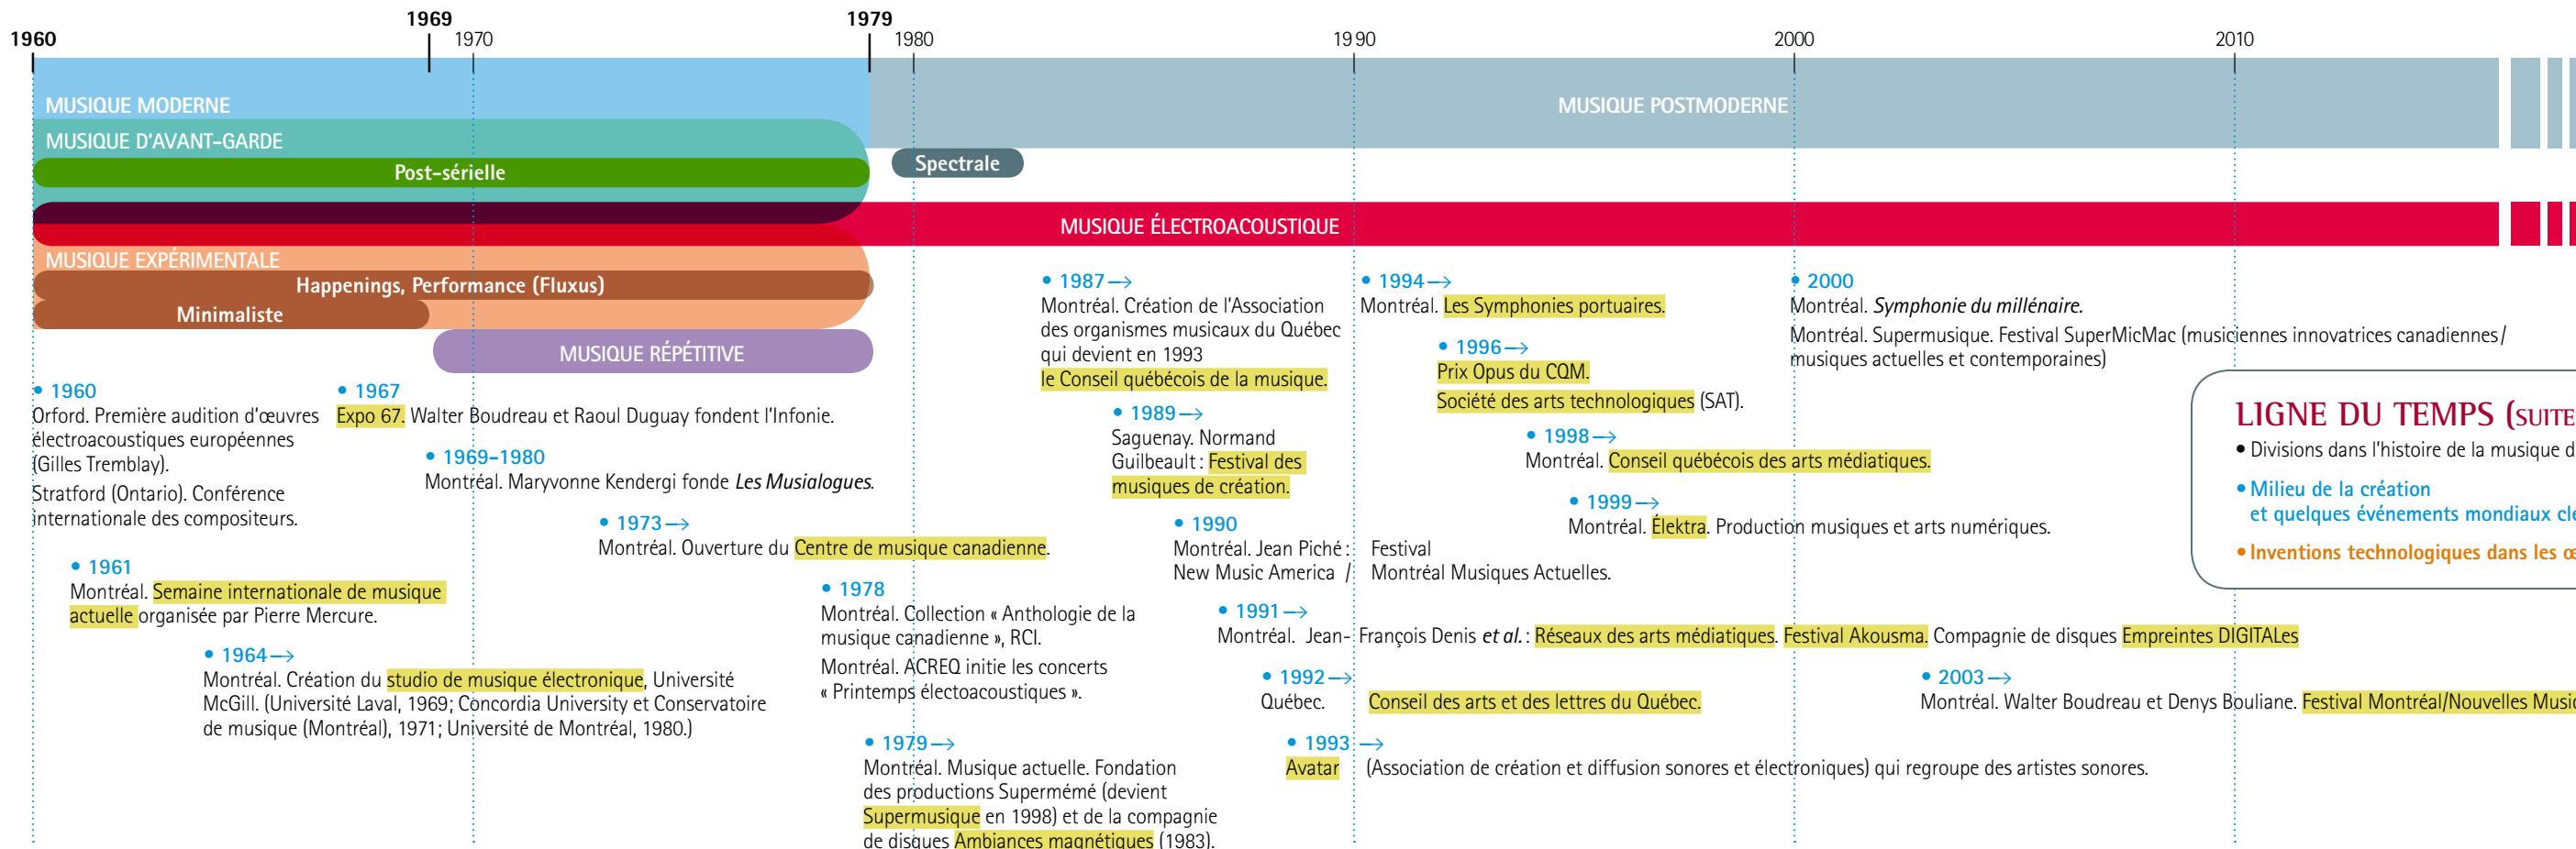 1960
1969
1970
1979
1980
1990
2000
2010
MUSIQUE MODERNE
MUSIQUE POSTMODERNE
MUSIQUE D'AVANT-GARDE
Post-sérielle
Spectrale
MUSIQUE ÉLECTROACOUSTIQUE
MUSIQUE EXPÉRIMENTALE
Happenings, Performance (Fluxus)
Minimaliste
MUSIQUE RÉPÉTITIVE
• 1960
Orford. Première audition d'œuvres
électroacoustiques européennes
(Gilles Tremblay).
Stratford (Ontario). Conférence
internationale des compositeurs.
• 1961
Montréal. Semaine internationale de musique
actuelle organisée par Pierre Mercure.
• 1964→
Montréal. Création du studio de musique électronique, Université
McGill. (Université Laval, 1969; Concordia University et Conservatoire
de musique (Montréal), 1971; Université de Montréal, 1980.)
• 1967
Expo 67. Walter Boudreau et Raoul Duguay fondent l'Infonie.
• 1969-1980
Montréal. Maryvonne Kendergi fonde Les Musialogues.
• 1973→
Montréal. Ouverture du Centre de musique canadienne.
• 1978
Montréal. Collection « Anthologie de la
musique canadienne », RCI.
Montréal. ACREQ initie les concerts
« Printemps électoacoustiques ».
• 1979→
Montréal. Musique actuelle. Fondation
des productions Supermémé (devient
Supermusique en 1998) et de la compagnie
de disques Ambiances magnétiques (1983).
• 1987→
Montréal. Création de l'Association
des organismes musicaux du Québec
qui devient en 1993
le Conseil québécois de la musique.
• 1989→
Saguenay. Normand
Guilbeault : Festival des
musiques de création.
• 1990
Montréal. Jean Piché : Festival
New Music America / Montréal Musiques Actuelles.
• 1991→
Montréal. Jean-François Denis et al. : Réseaux des arts médiatiques. Festival Akousma. Compagnie de disques Empreintes DIGITALes
• 1992→
Québec. Conseil des arts et des lettres du Québec.
• 1993→
Avatar (Association de création et diffusion sonores et électroniques) qui regroupe des artistes sonores.
• 1994→
Montréal. Les Symphonies portuaires.
• 1996→
Prix Opus du CQM.
Société des arts technologiques (SAT).
• 1998→
Montréal. Conseil québécois des arts médiatiques.
• 1999→
Montréal. Élektra. Production musiques et arts numériques.
• 2000
Montréal. Symphonie du millénaire.
Montréal. Supermusique. Festival SuperMicMac (musiciennes innovatrices canadiennes/
musiques actuelles et contemporaines)
• 2003→
Montréal. Walter Boudreau et Denys Bouliane. Festival Montréal/Nouvelles
LIGNE DU TEMPS (SUITE
• Divisions dans l'histoire de la musique
• Milieu de la création
et quelques événements mondiaux
• Inventions technologiques dans les